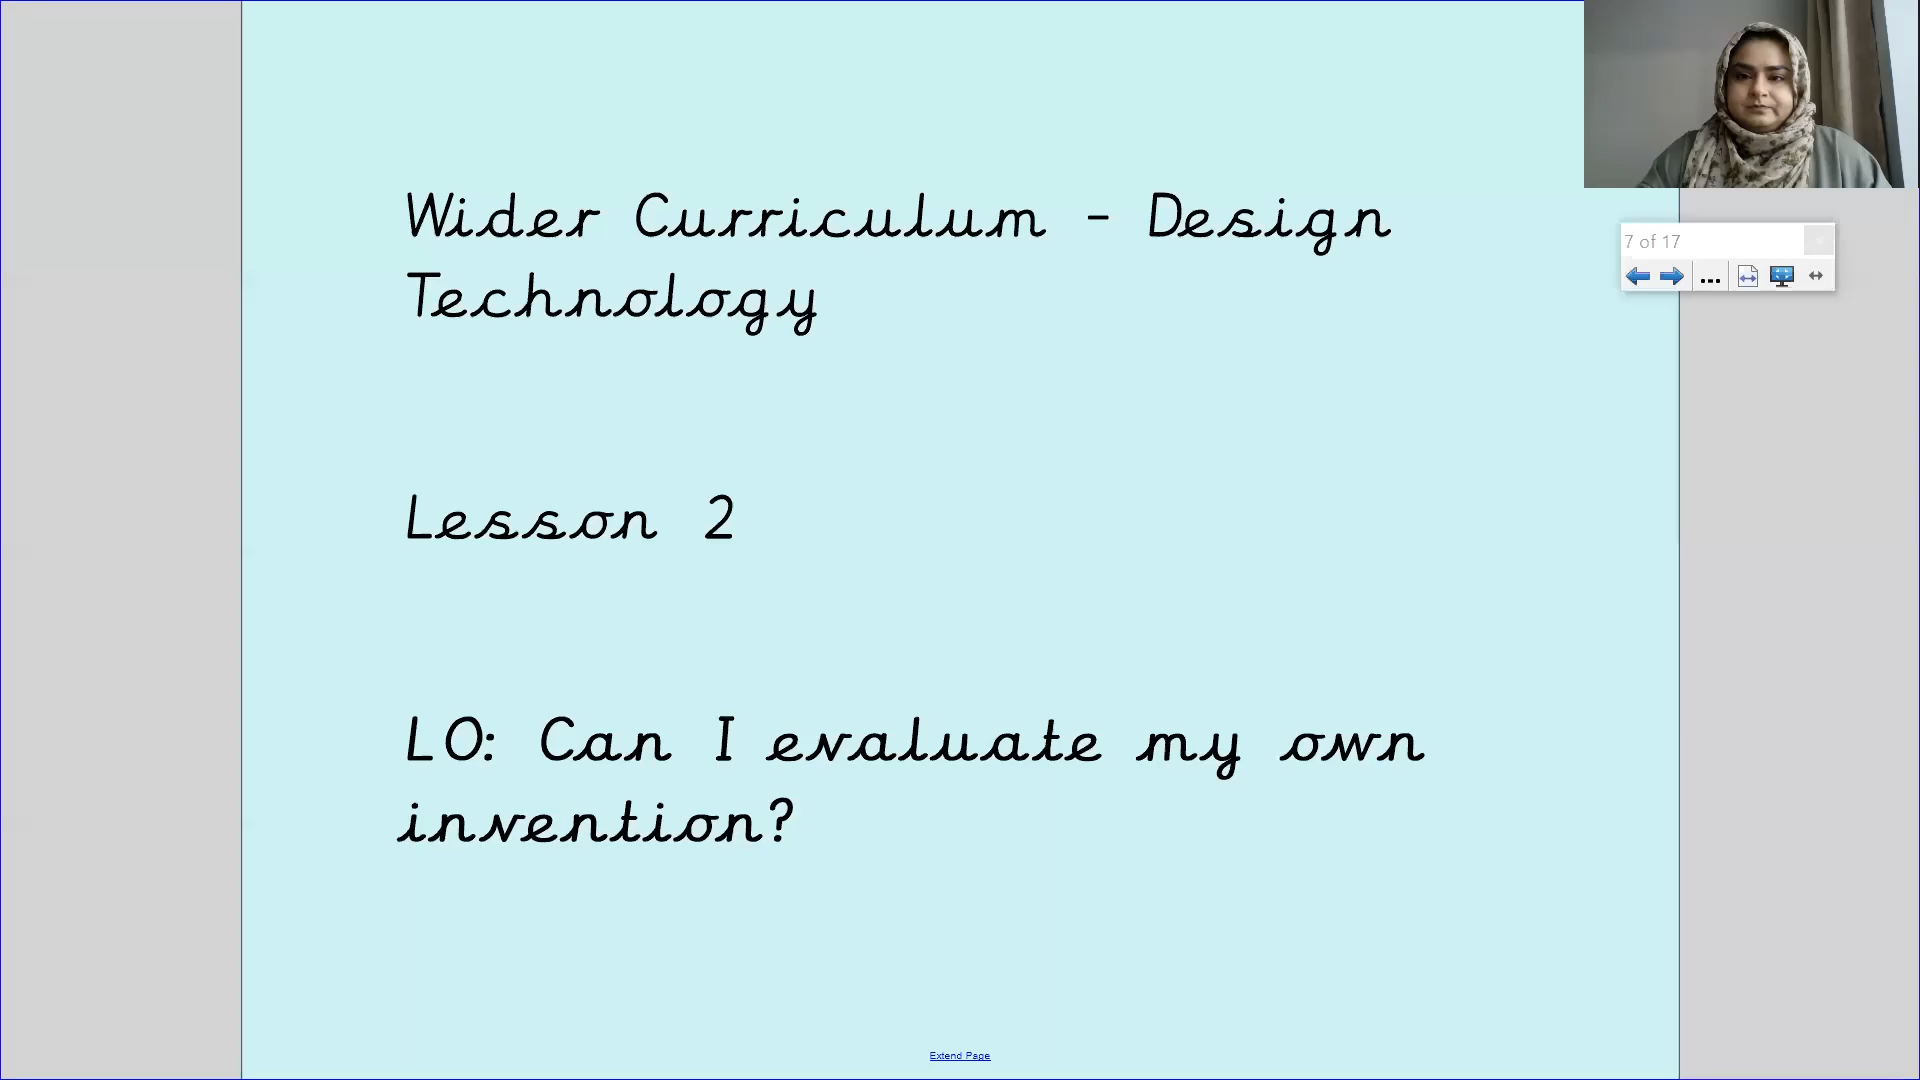 Wider Curriculum - Design
Technology
7 of 17
Lesson 2
LO: Can I evaluate my own
invention?
Extend Page